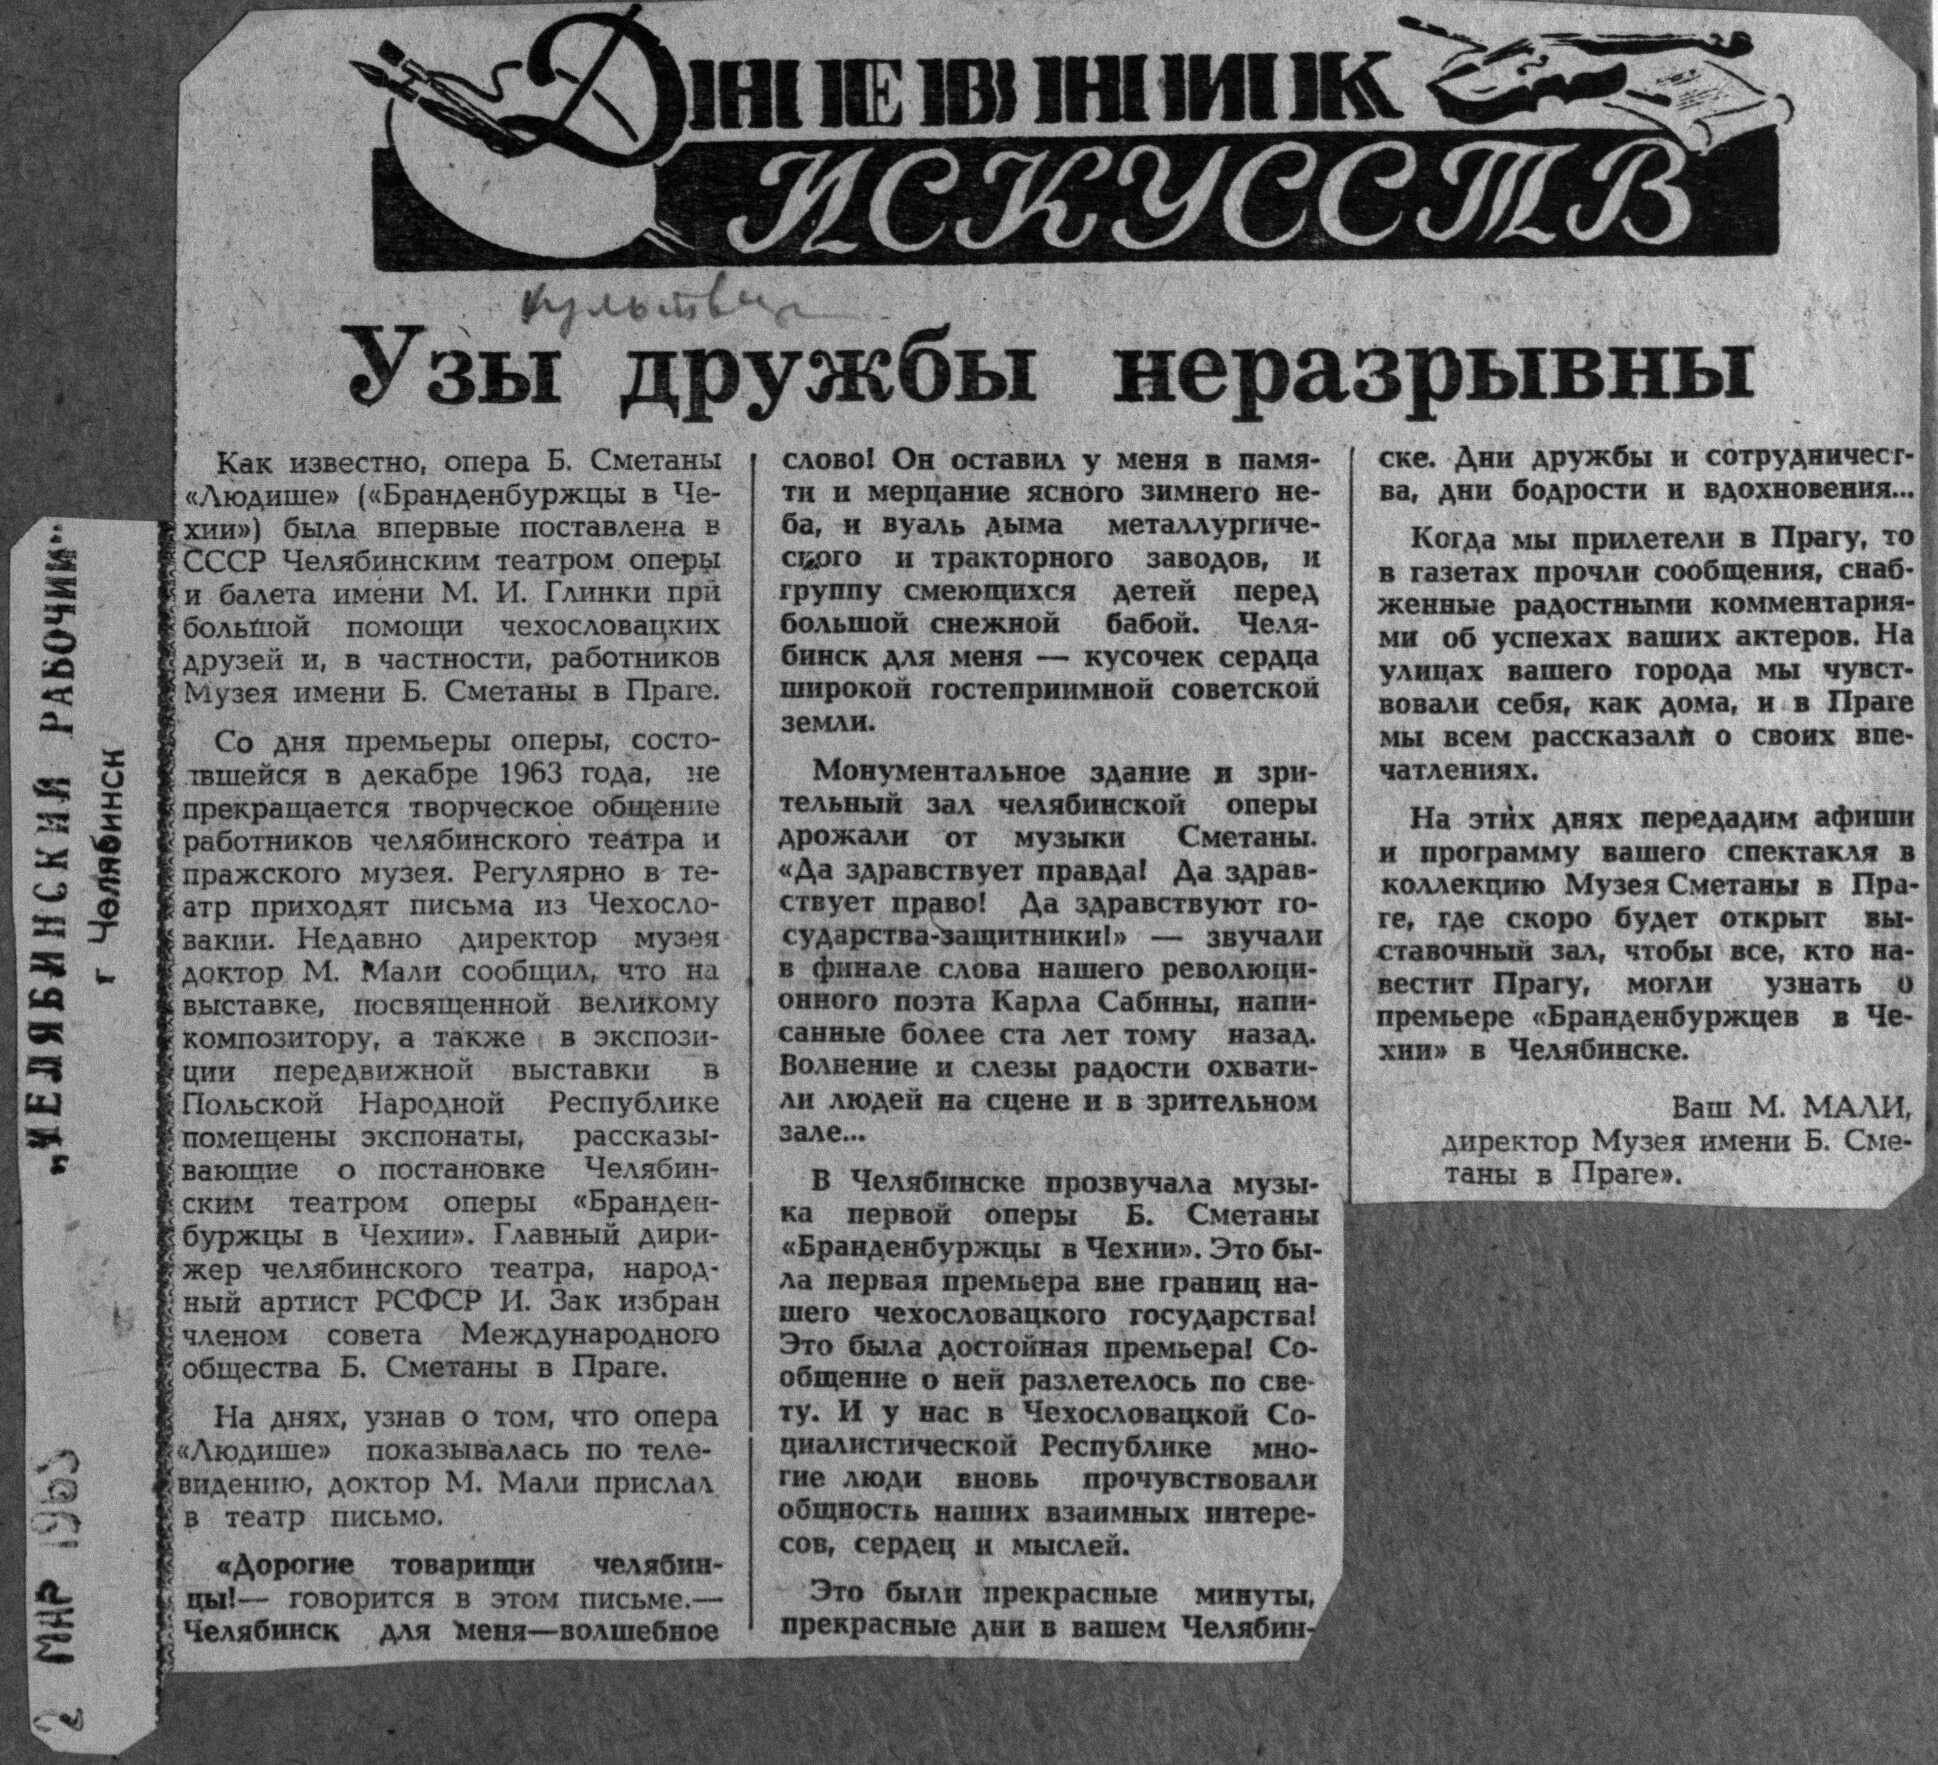 ДНЕВНИК
ИСКУССТВ
Узы дружбы неразрывны
Как известно, опера Б. Сметаны
«Людише» («Бранденбуржцы в Че-
хии») была впервые поставлена в
СССР Челябинским театром оперы
и балета имени М. И. Глинки при
большой помощи чехословацких
друзей и, в частности, работников
Музея имени Б. Сметаны в Праге.
Со дня премьеры оперы, состо-
явшейся в декабре 1963 года, не
прекращается творческое общение
работников челябинского театра и
пражского музея. Регулярно в те-
атр приходят письма из Чехосло-
вакии. Недавно директор музея
доктор М. Мали сообщил, что на
выставке, посвященной великому
композитору, а также в экспози-
ции передвижной выставки в
Польской Народной Республике
помещены экспонаты, рассказы-
вающие о постановке Челябин-
ским театром оперы «Бранден-
буржцы в Чехии». Главный дири-
жер челябинского театра, народ-
ный артист РСФСР И. Зак избран
членом совета Международного
общества Б. Сметаны в Праге.
На днях, узнав о том, что опера
«Людише» показывалась по теле-
видению, доктор М. Мали прислал
в театр письмо.
«Дорогие товарищи челябин-
цы!— говорится в этом письме.—
Челябинск для меня—волшебное
слово! Он оставил у меня в памя-
ти и мерцание ясного зимнего не-
ба, и вуаль дыма металлургиче-
ского и тракторного заводов, и
группу смеющихся детей перед
большой снежной бабой. Челя-
бинск для меня — кусочек сердца
широкой гостеприимной советской
земли.
Монументальное здание и зри-
тельный зал челябинской оперы
дрожали от музыки Сметаны.
«Да здравствует правда! Да здрав-
ствует право! Да здравствуют го-
сударства-защитники!» — звучали
в финале слова нашего революци-
онного поэта Карла Сабины, напи-
санные более ста лет тому назад.
Волнение и слезы радости охвати-
ли людей на сцене и в зрительном
зале...
В Челябинске прозвучала музы-
ка первой оперы Б. Сметаны
«Бранденбуржцы в Чехии». Это бы-
ла первая премьера вне границ на-
шего чехословацкого государства!
Это была достойная премьера! Со-
общение о ней разлетелось по све-
ту. И у нас в Чехословацкой Со-
циалистической Республике мно-
гие люди вновь прочувствовали
общность наших взаимных интере-
сов, сердец и мыслей.
Это были прекрасные минуты,
прекрасные дни в вашем Челябин-
ске. Дни дружбы и сотрудничест-
ва, дни бодрости и вдохновения...
Когда мы прилетели в Прагу, то
в газетах прочли сообщения, снаб-
женные радостными комментария-
ми об успехах ваших актеров. На
улицах вашего города мы чувст-
вовали себя, как дома, и в Праге
мы всем рассказали о своих впе-
чатлениях.
На этих днях передадим афиши
и программу вашего спектакля в
коллекцию Музея Сметаны в Пра-
ге, где скоро будет открыт вы-
ставочный зал, чтобы все, кто на-
вестит Прагу, могли узнать о
премьере «Бранденбуржцев в Че-
хии» в Челябинске.
Ваш М. МАЛИ,
директор Музея имени Б. Сме-
таны в Праге».
„ЧЕЛЯБИНСКИЙ РАБОЧИЙ"
г Челябинск
2 МАР 1965